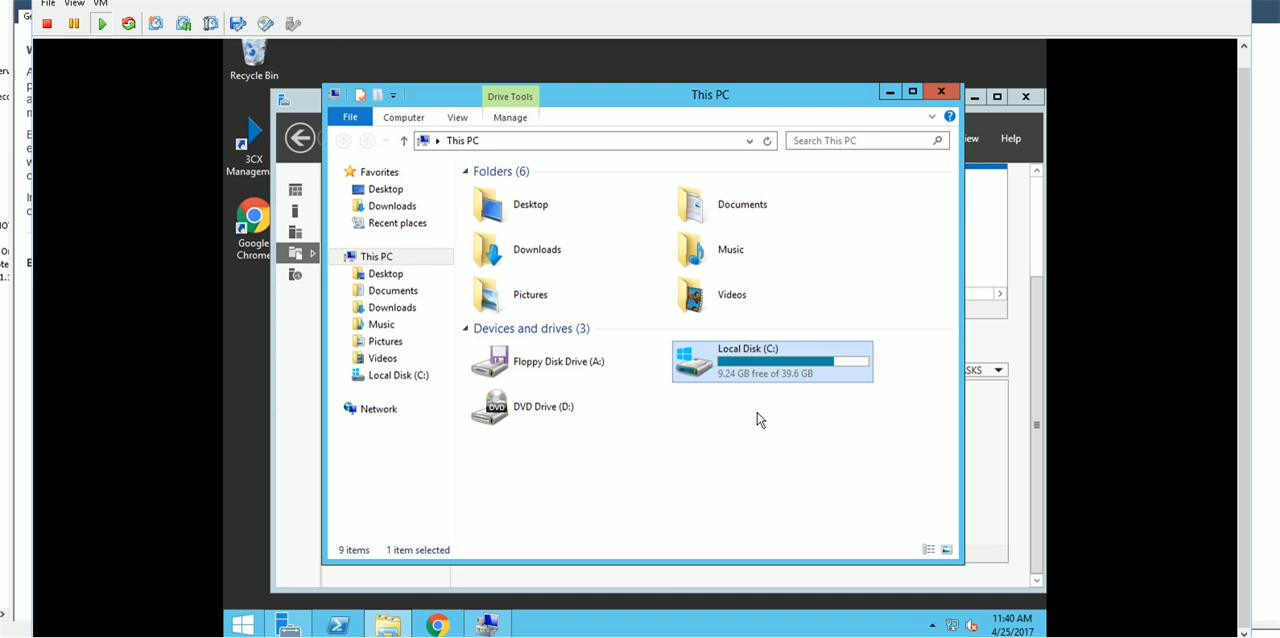 File View VM
Recycle Bin
3CX
Managem
Google
Chrome
Drive Tools
This PC
File Computer View Manage
This PC
Search This PC
Help
Favorites
Desktop
Downloads
Recent places
This PC
Desktop
Documents
Downloads
Music
Pictures
Videos
Local Disk (C:)
Network
Folders (6)
Desktop
Documents
Downloads
Music
Pictures
Videos
Devices and drives (3)
Floppy Disk Drive (A:)
Local Disk (C:)
9.24 GB free of 39.6 GB
DVD
DVD Drive (D:)
SKS
9 items 1 item selected
11:40 AM
4/25/2017